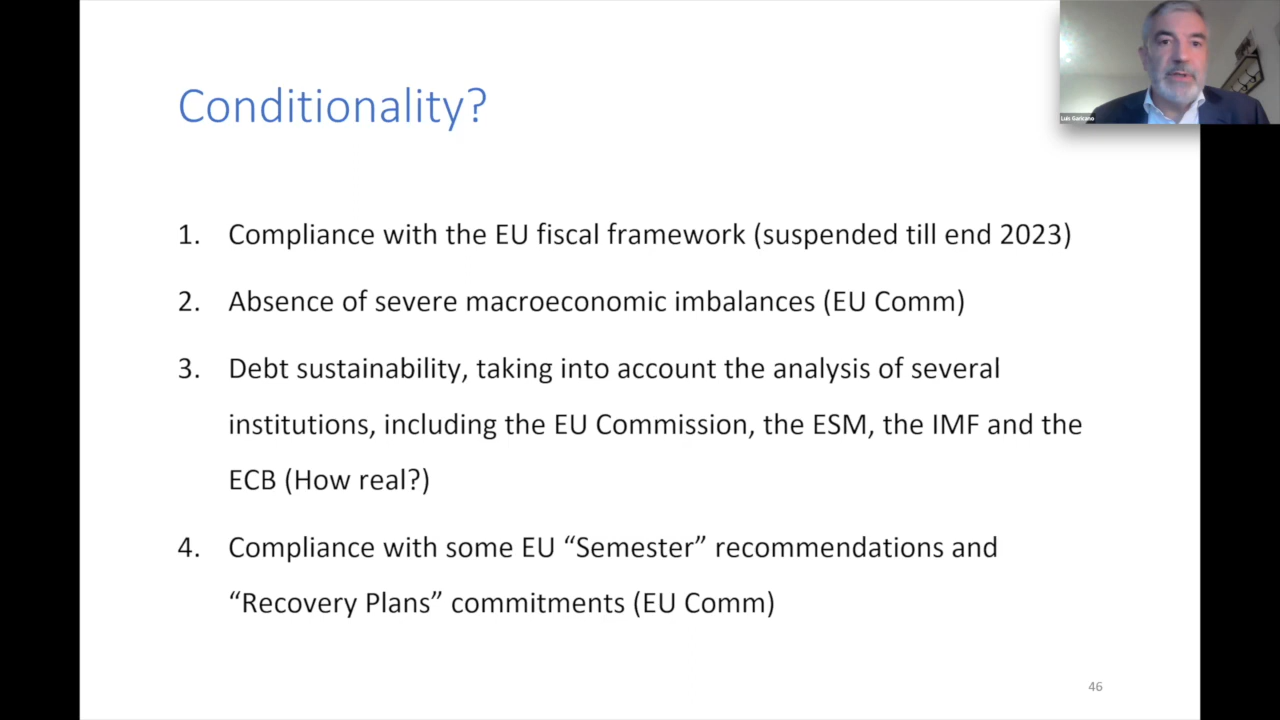 Conditionality?
Luis Garicano
1. Compliance with the EU fiscal framework (suspended till end 2023)
2. Absence of severe macroeconomic imbalances (EU Comm)
3. Debt sustainability, taking into account the analysis of several
institutions, including the EU Commission, the ESM, the IMF and the
ECB (How real?)
4. Compliance with some EU “Semester” recommendations and
“Recovery Plans” commitments (EU Comm)
46